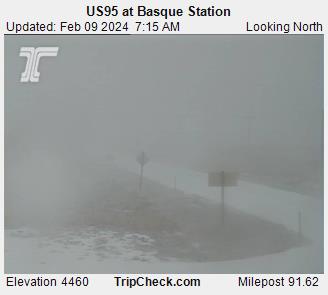 US95 at Basque Station
Updated: Feb 09 2024 7:15 AM Looking North
Elevation 4460 TripCheck.com Milepost 91.62